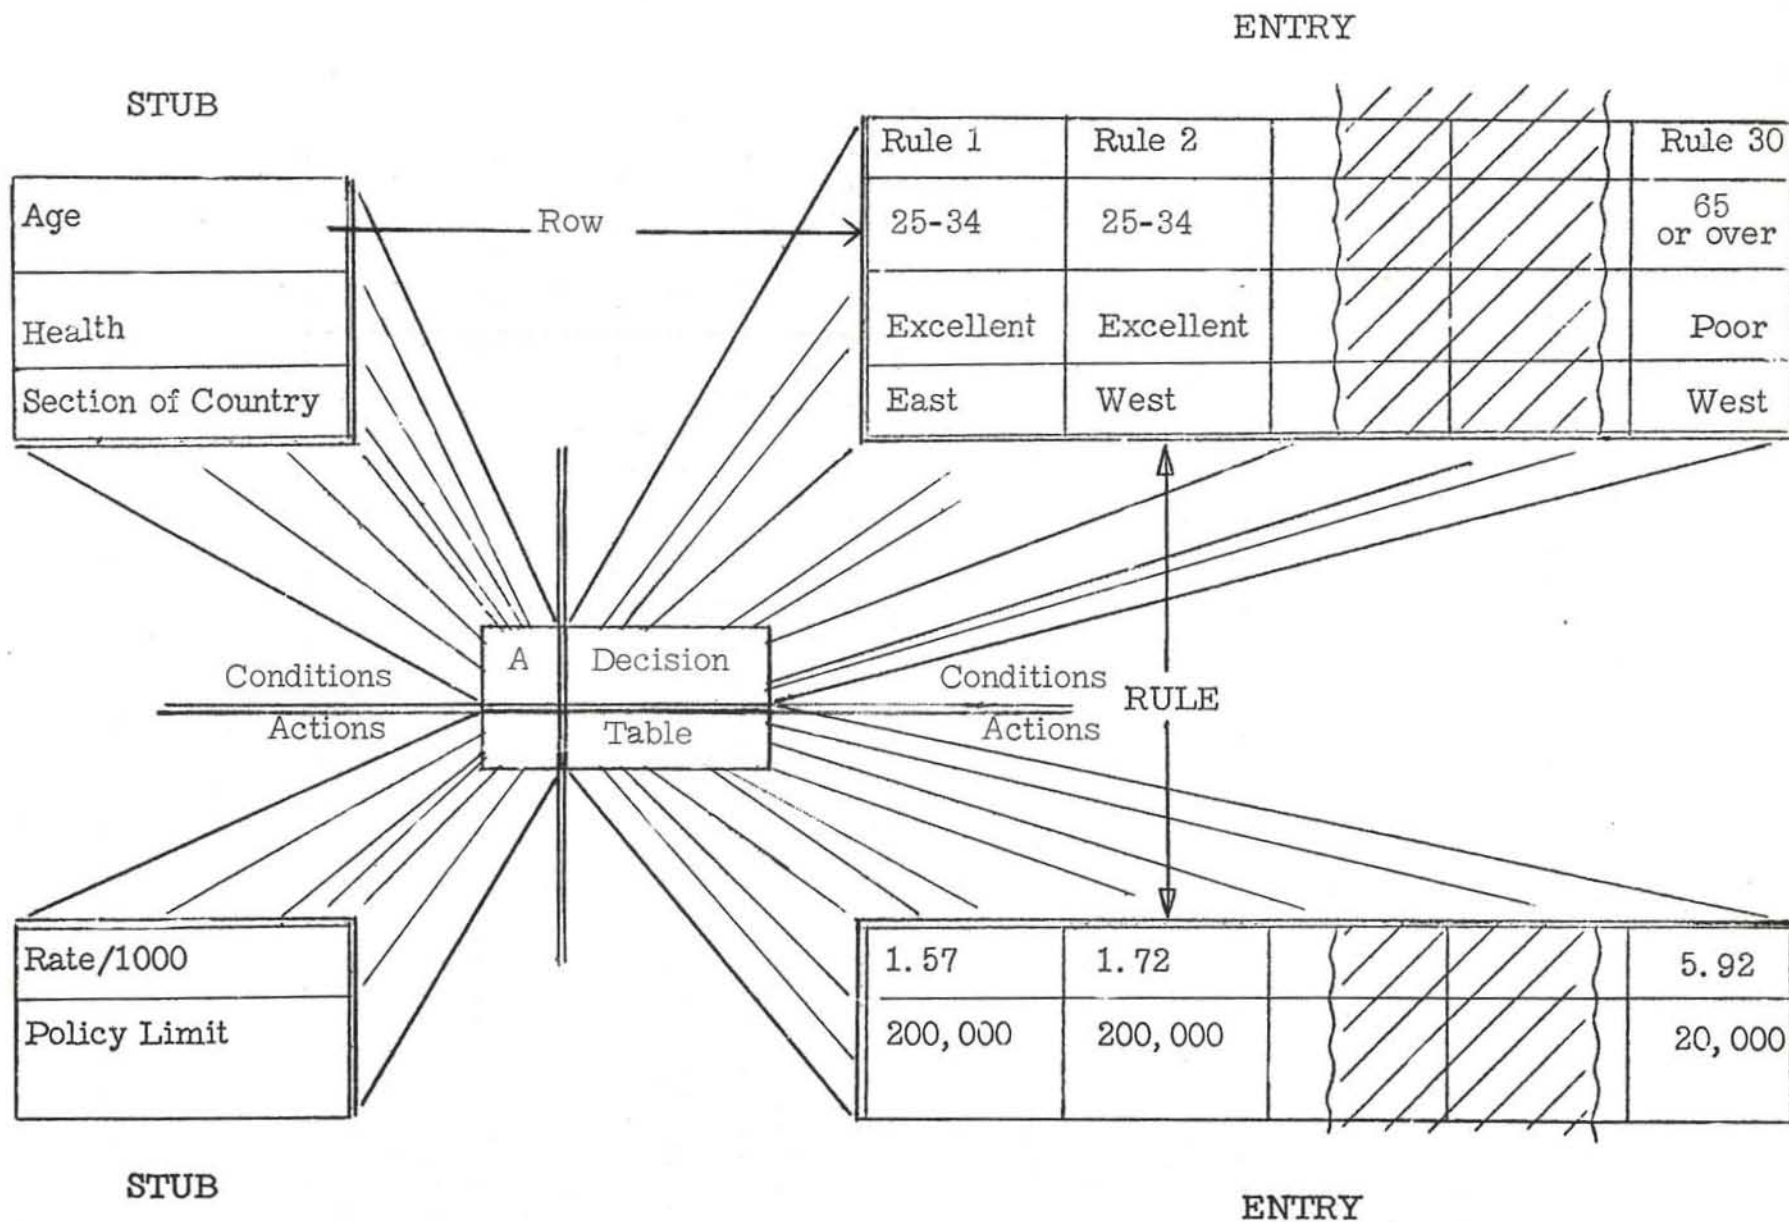 ENTRY
STUB
Rule 1 Rule 2 Rule 30
Age Row 25-34 25-34 65 or over
Health Excellent Excellent Poor
Section of Country East West West
A Decision
Conditions Conditions
RULE
Actions Table Actions
Rate/1000 1.57 1.72 5.92
Policy Limit 200,000 200,000 20,000
STUB
ENTRY